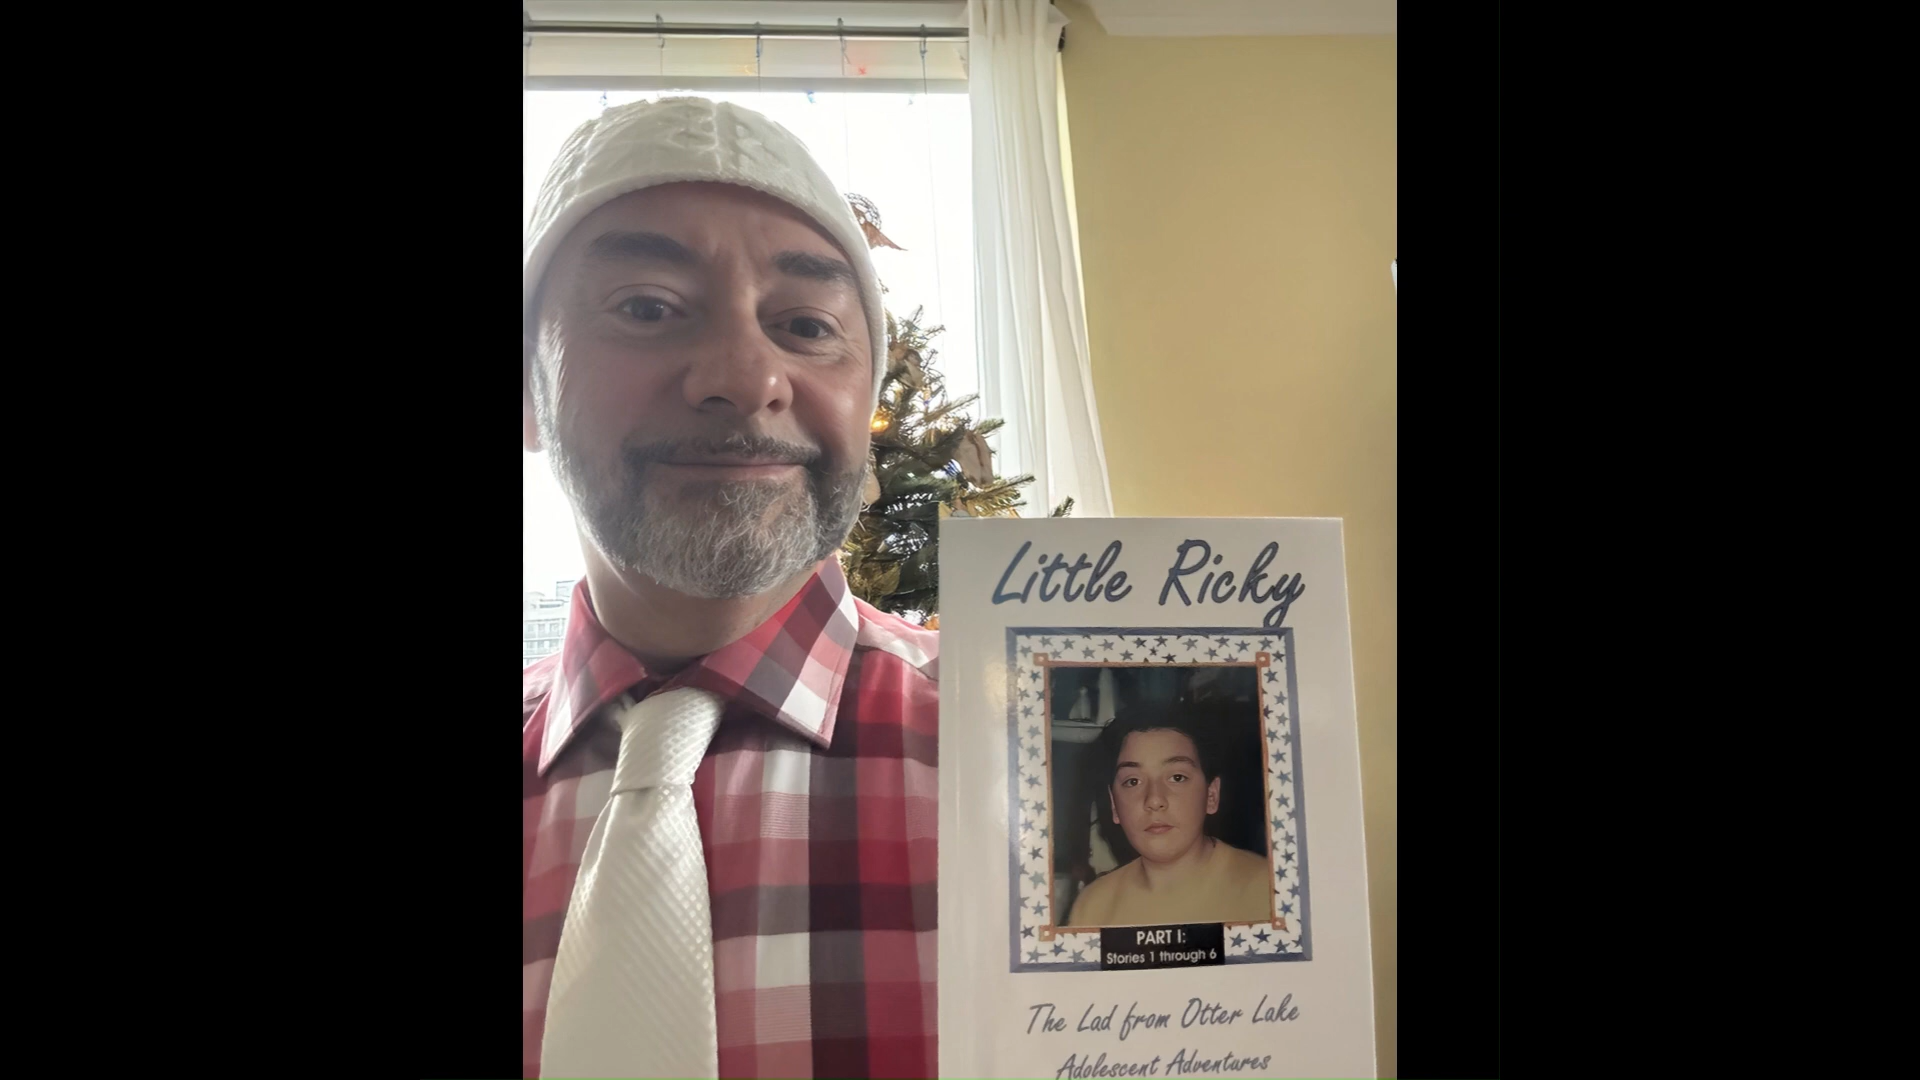 Little Ricky
PART I:
Stories 1 through 6
The Lad from Otter Lake
Adolescent Adventures